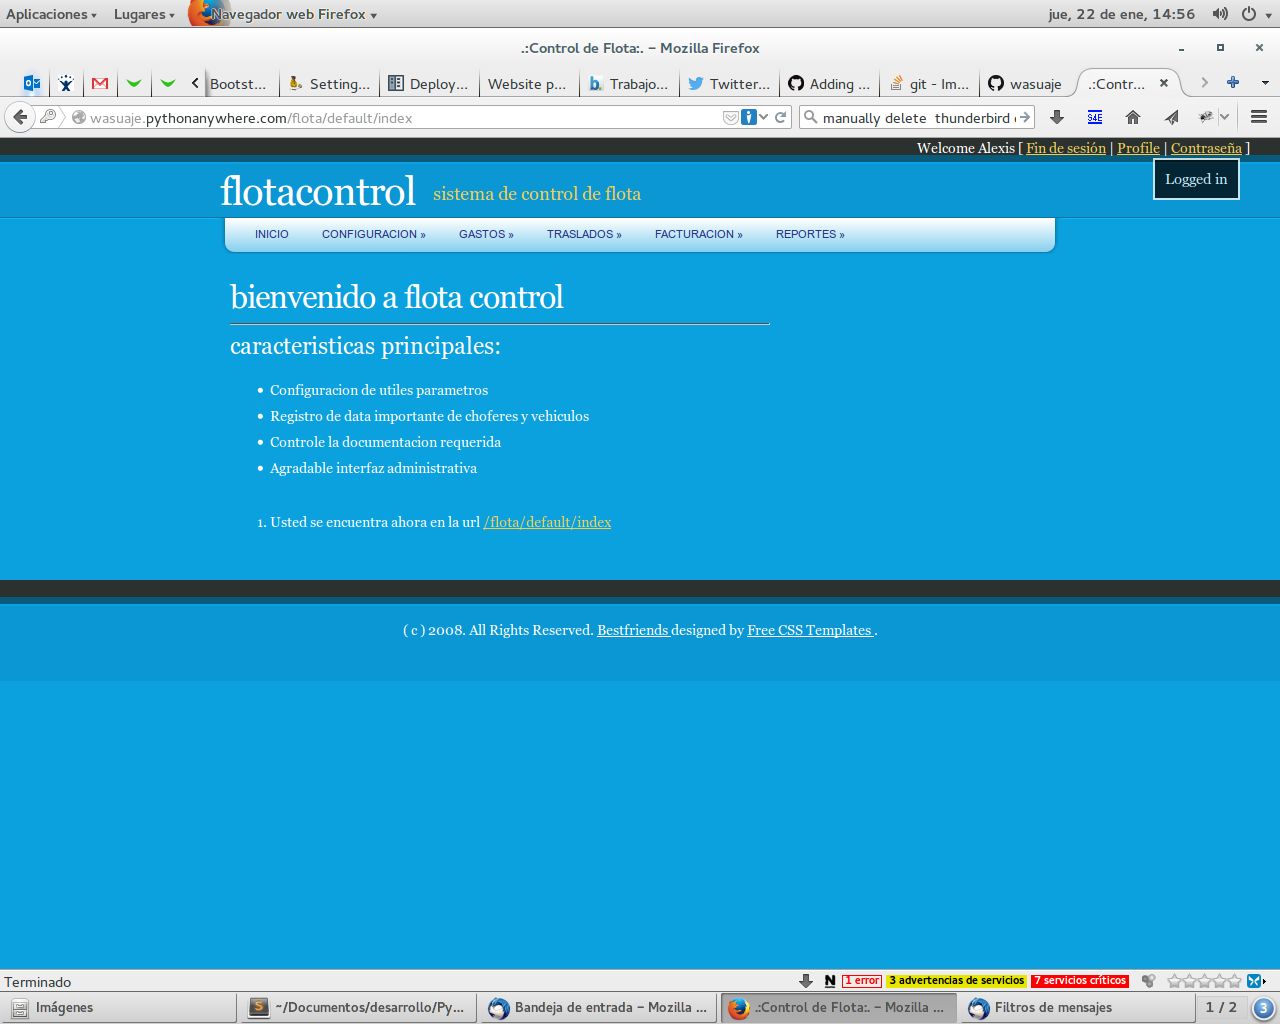 Aplicaciones Lugares Navegador web Firefox jue, 22 de ene, 14:56
.:Control de Flota:. – Mozilla Firefox
Bootst... Setting... Deploy... Website p... Trabajo... Twitter... Adding ... git - Im... wasuaje .:Contr...
wasuaje.pythonanywhere.com/flota/default/index manually delete thunderbird
Welcome Alexis [ Fin de sesión | Profile | Contraseña ]
Logged in
flotacontrol sistema de control de flota
INICIO CONFIGURACION » GASTOS » TRASLADOS » FACTURACION » REPORTES »
bienvenido a flota control
caracteristicas principales:
• Configuracion de utiles parametros
• Registro de data importante de choferes y vehiculos
• Controle la documentacion requerida
• Agradable interfaz administrativa
1. Usted se encuentra ahora en la url /flota/default/index
( c ) 2008. All Rights Reserved. Bestfriends designed by Free CSS Templates .
Terminado N 1 error 3 advertencias de servicios 7 servicios críticos
Imágenes ~/Documentos/desarrollo/Py... Bandeja de entrada – Mozilla ... .:Control de Flota:. – Mozilla ... Filtros de mensajes 1 / 2 3